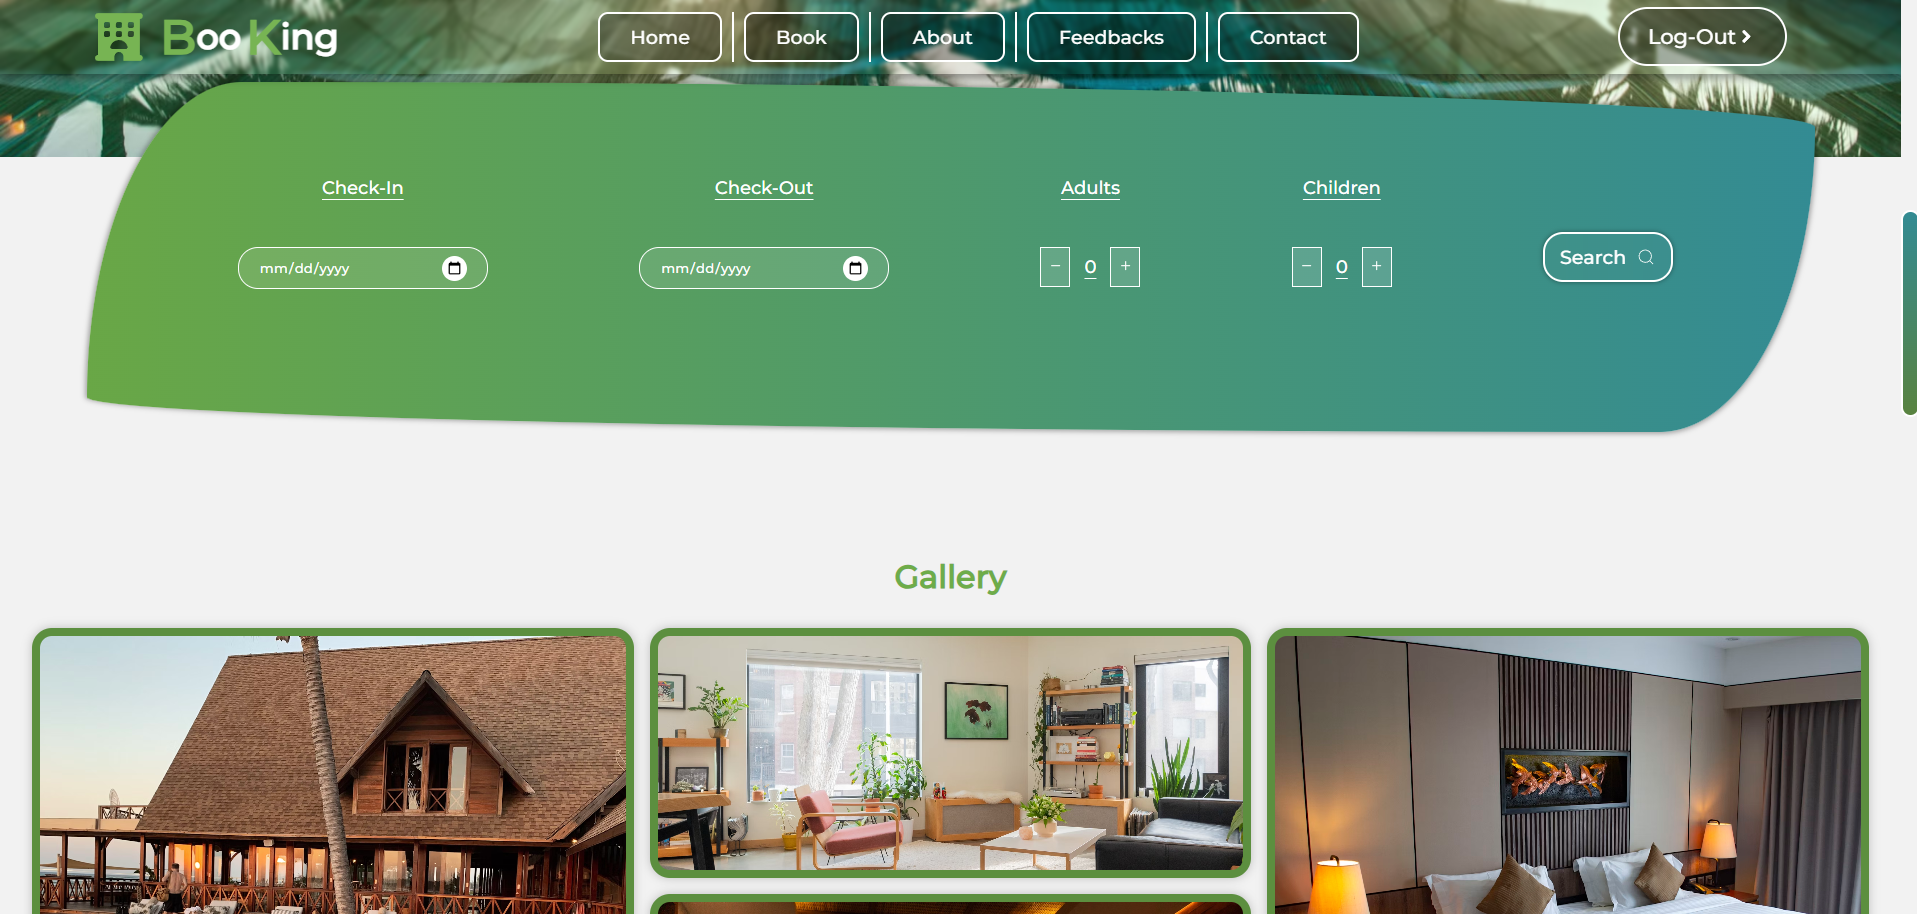 BooKing
Home
Book
About
Feedbacks
Contact
Log-Out
Check-In
Check-Out
Adults
Children
mm/dd/yyyy
mm/dd/yyyy
− 0 +
− 0 +
Search
Gallery